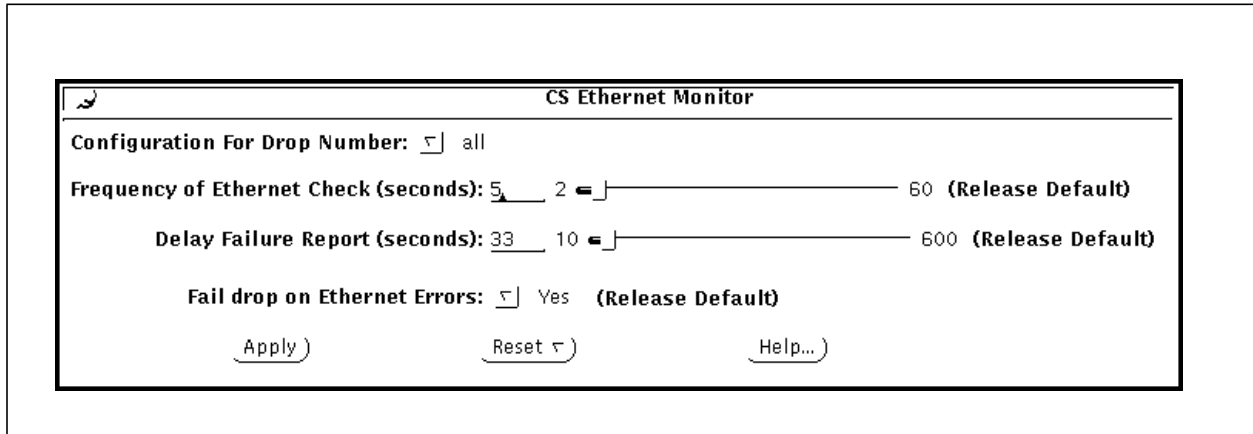 CS Ethernet Monitor
Configuration For Drop Number: all
Frequency of Ethernet Check (seconds): 5 2 60 (Release Default)
Delay Failure Report (seconds): 33 10 600 (Release Default)
Fail drop on Ethernet Errors: Yes (Release Default)
Apply Reset Help...